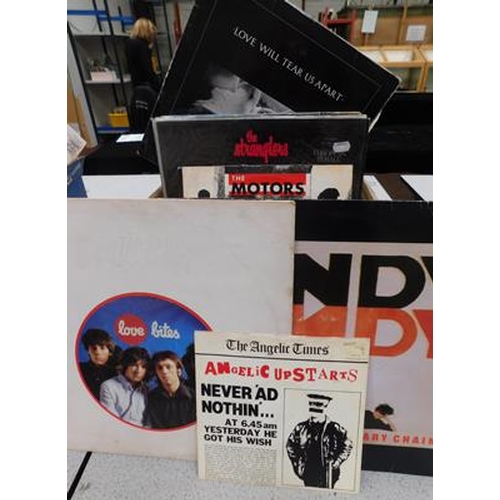 LOVE WILL TEAR US APART
the
stranglers
THE
MOTORS
love bites
NDY
DY
ARY CHAIN
The Angelic Times
ANGELIC UPSTARTS
NEVER 'AD
NOTHIN'...
AT 6.45am
YESTERDAY HE
GOT HIS WISH